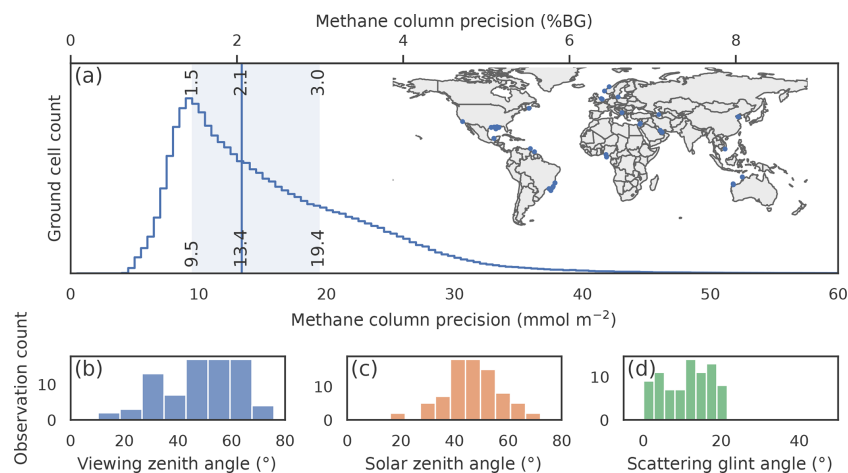 Methane column precision (%BG)
0 2 4 6 8
(a)
1.5 2.1 3.0
Ground cell count
9.5 13.4 19.4
0 10 20 30 40 50 60
Methane column precision (mmol m⁻²)
Observation count
(b) (c) (d)
10
0
10
0
10
0
0 20 40 60 80
0 20 40 60 80
0 20 40
Viewing zenith angle (°)
Solar zenith angle (°)
Scattering glint angle (°)